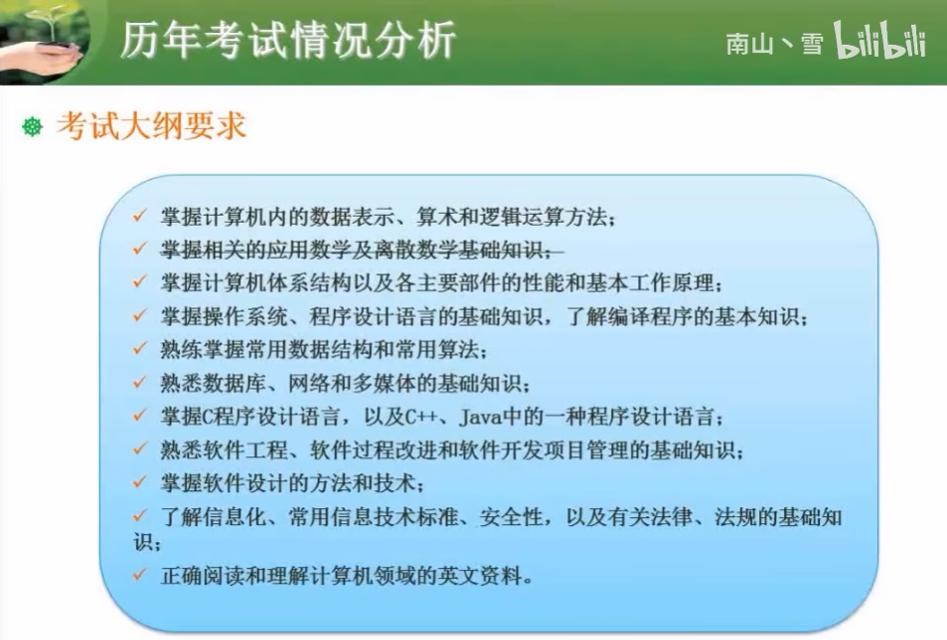 历年考试情况分析
南山丶雪 bilibili
考试大纲要求
掌握计算机内的数据表示、算术和逻辑运算方法；
掌握相关的应用数学及离散数学基础知识；
掌握计算机体系结构以及各主要部件的性能和基本工作原理；
掌握操作系统、程序设计语言的基础知识，了解编译程序的基本知识；
熟练掌握常用数据结构和常用算法；
熟悉数据库、网络和多媒体的基础知识；
掌握C程序设计语言，以及C++、Java中的一种程序设计语言；
熟悉软件工程、软件过程改进和软件开发项目管理的基础知识；
掌握软件设计的方法和技术；
了解信息化、常用信息技术标准、安全性，以及有关法律、法规的基础知
识；
正确阅读和理解计算机领域的英文资料。